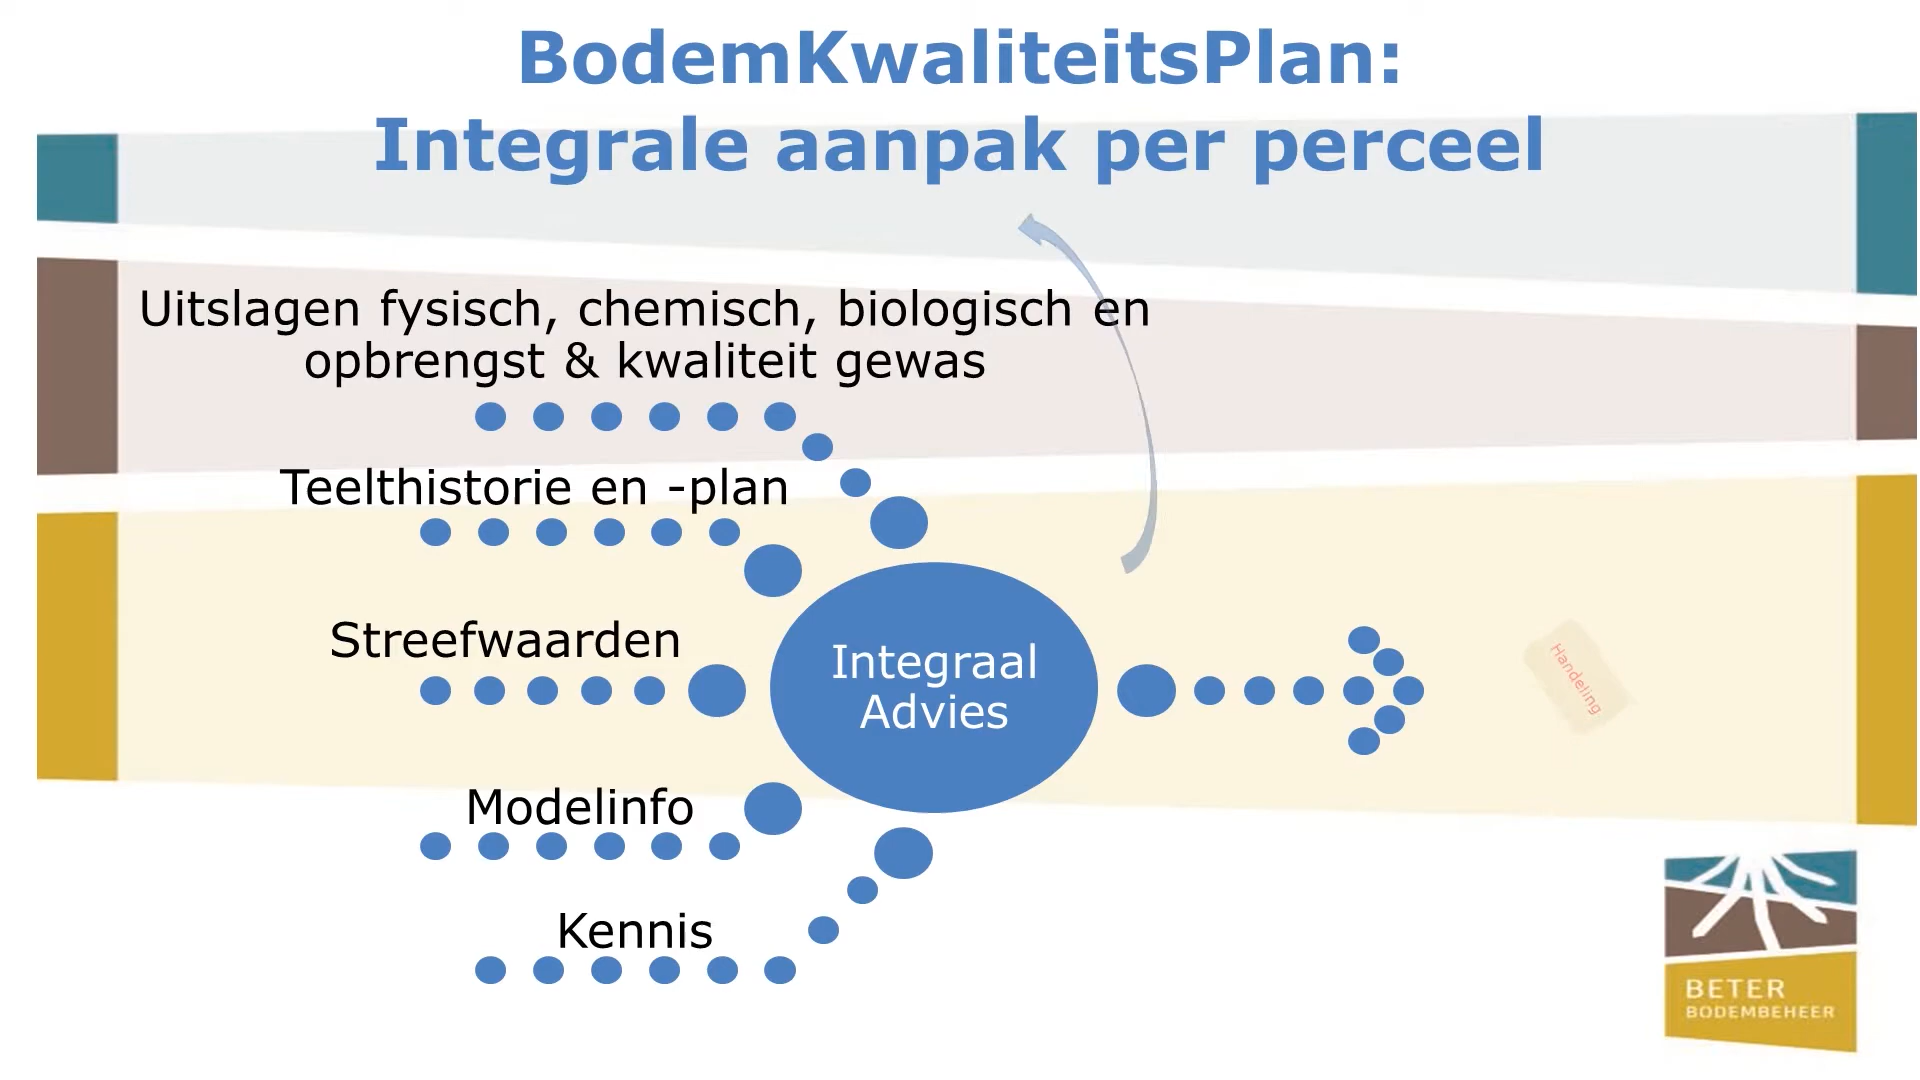 BodemKwaliteitsPlan:
Integrale aanpak per perceel
Uitslagen fysisch, chemisch, biologisch en
opbrengst & kwaliteit gewas
Teelthistorie en -plan
Streefwaarden
Integraal
Advies
Handeling
Modelinfo
Kennis
BETER
BODEMBEHEER